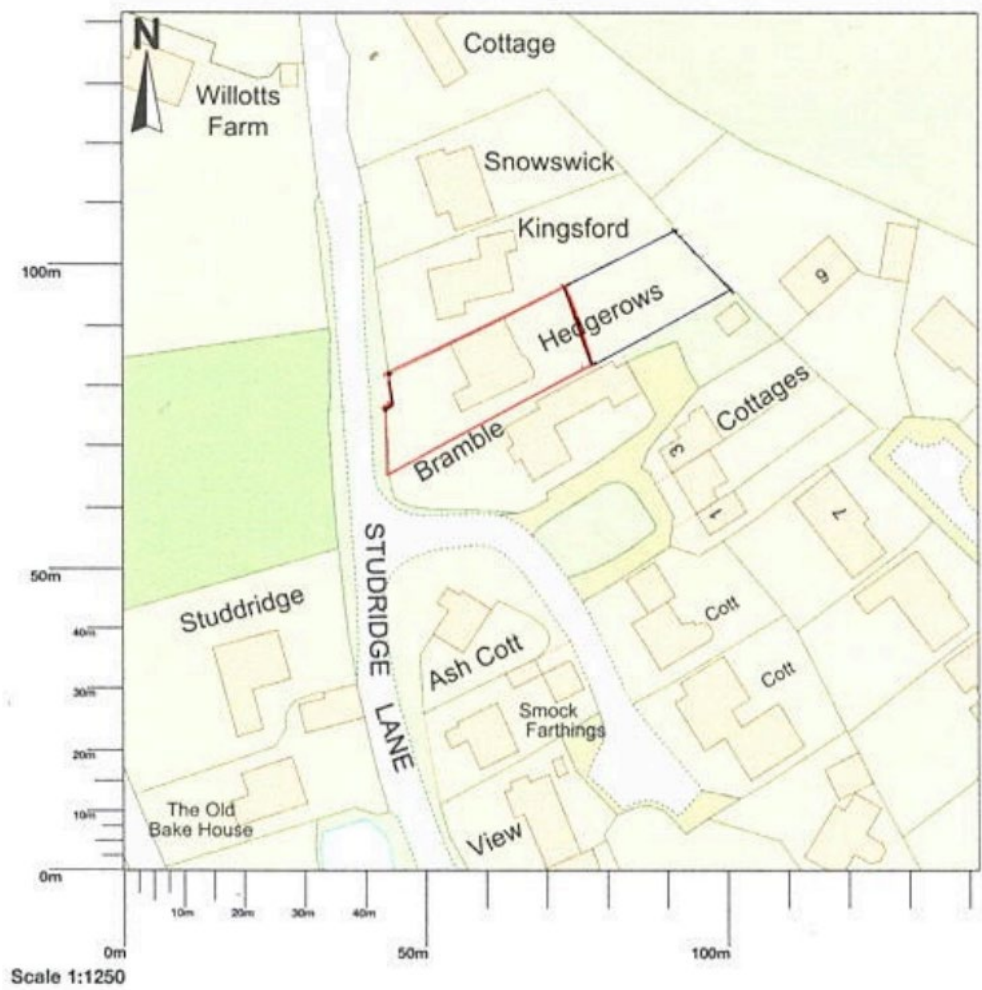 N
Cottage
Willotts
Farm
Snowswick
Kingsford
100m
9
Hedgerows
Cottages
Bramble
3
1
7
STUDRIDGE
LANE
50m
Studdridge
40m
Cott
Ash Cott
30m
Cott
Smock
Farthings
20m
The Old
Bake House
10m
View
0m
10m 20m 30m 40m
0m 50m 100m
Scale 1:1250